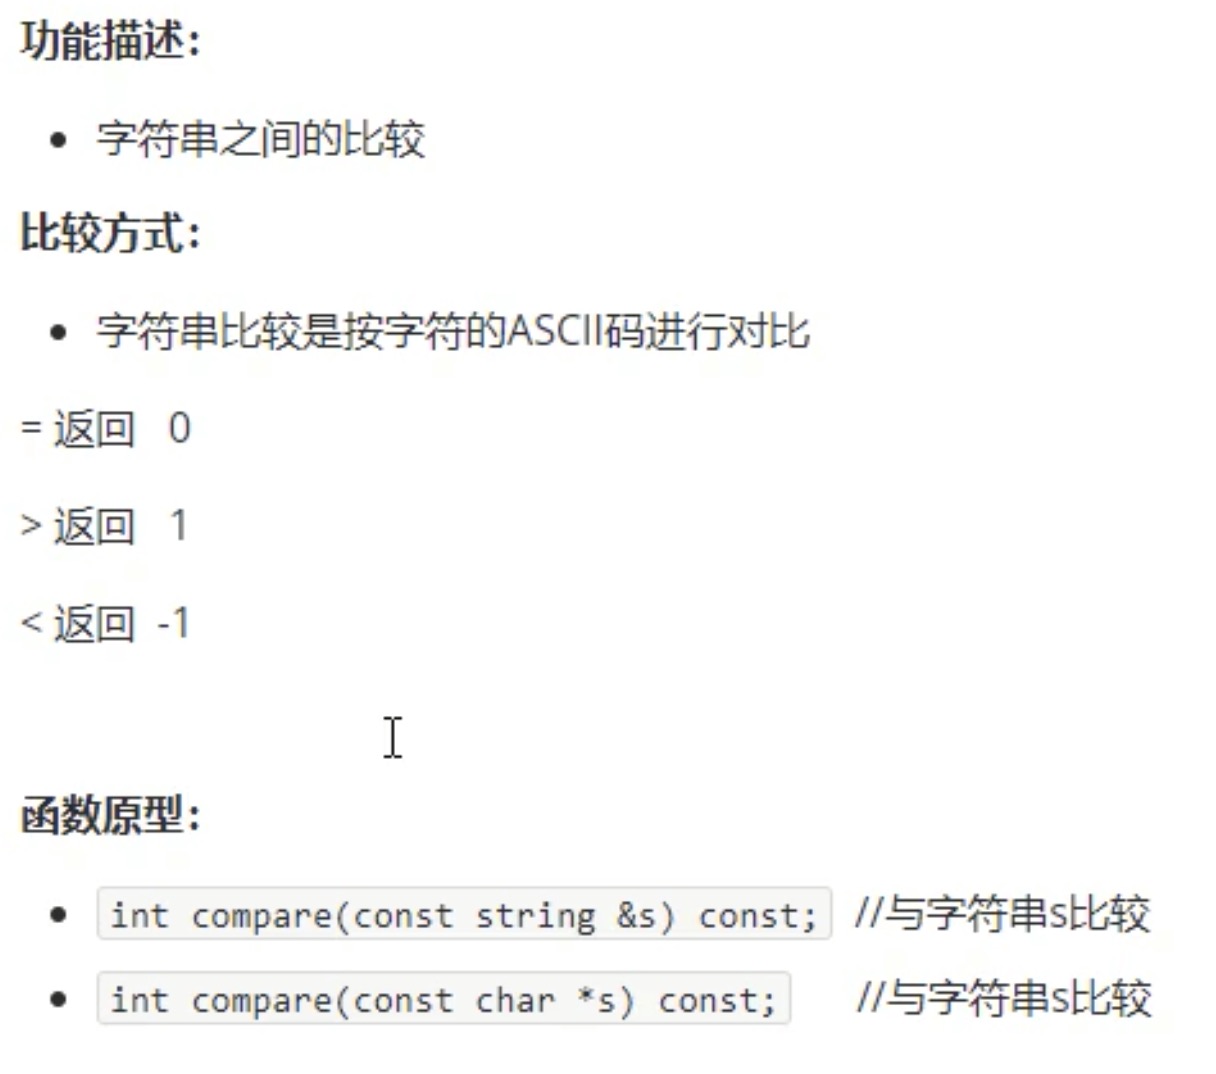 功能描述：
字符串之间的比较
比较方式：
字符串比较是按字符的ASCII码进行对比
= 返回 0
> 返回 1
< 返回 -1
函数原型：
int compare(const string &s) const; //与字符串s比较
int compare(const char *s) const; //与字符串s比较